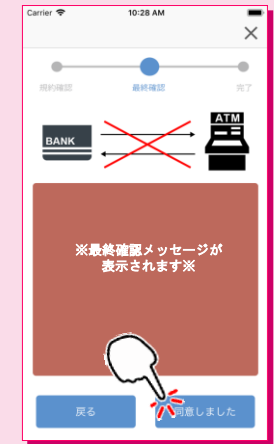 Carrier 10:28 AM
規約確認 最終確認 完了
BANK
ATM
※最終確認メッセージが
表示されます※
戻る 同意しました